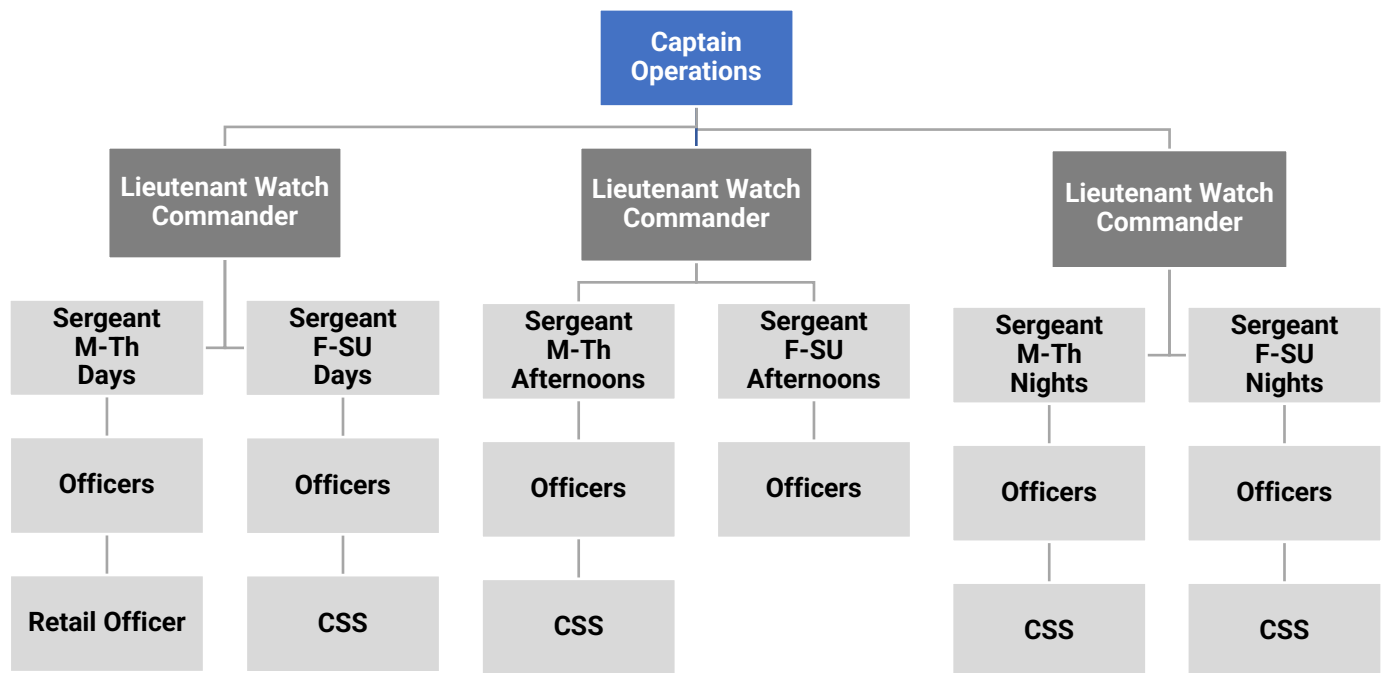 Captain
Operations
Lieutenant Watch
Commander
Lieutenant Watch
Commander
Lieutenant Watch
Commander
Sergeant
M-Th
Days
Sergeant
F-SU
Days
Sergeant
M-Th
Afternoons
Sergeant
F-SU
Afternoons
Sergeant
M-Th
Nights
Sergeant
F-SU
Nights
Officers
Officers
Officers
Officers
Officers
Officers
Retail Officer
CSS
CSS
CSS
CSS